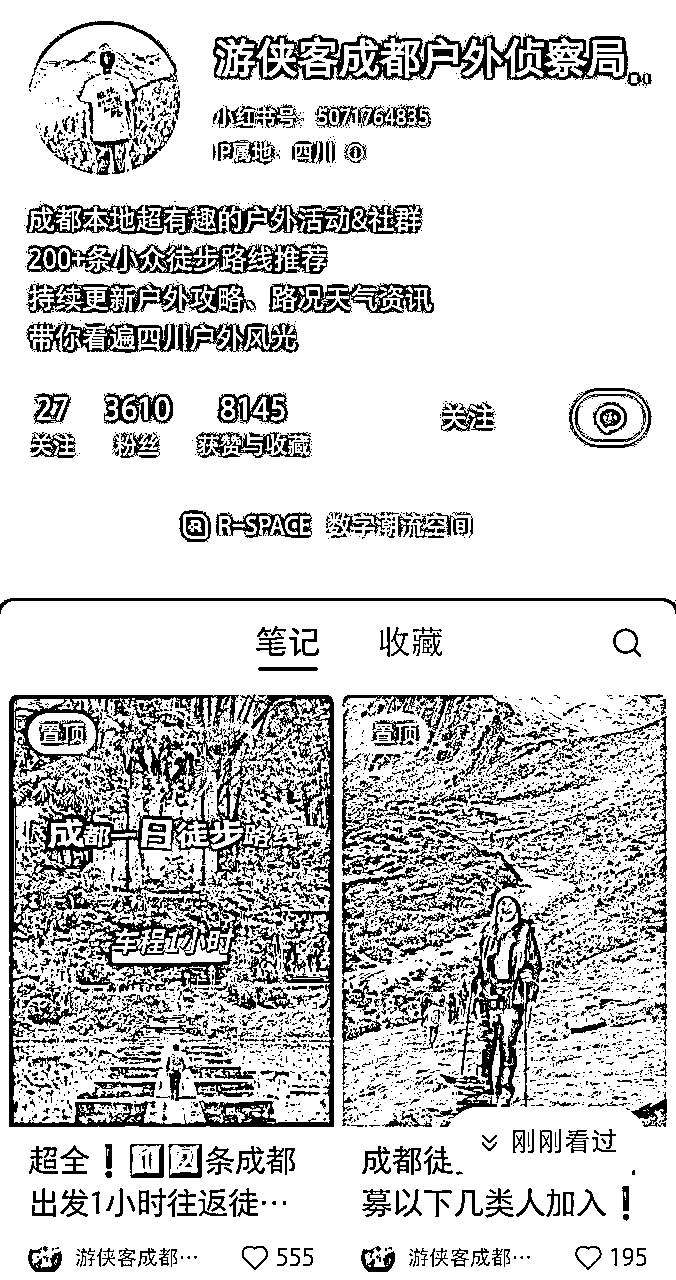 游侠客成都户外侦察局
小红书号：5071764835
IP属地：四川
成都本地超有趣的户外活动&社群
200+条小众徒步路线推荐
持续更新户外攻略、路况天气资讯
带你看遍四川户外风光
27 3610 8145 关注
关注 粉丝 获赞与收藏
R-SPACE 数字潮流空间
笔记 收藏
置顶 置顶
成都一日徒步路线
车程1小时
刚刚看过
超全❗1️⃣2️⃣条成都
出发1小时往返徒…
成都徒
募以下几类人加入❗
游侠客成都… 555
游侠客成都… 195